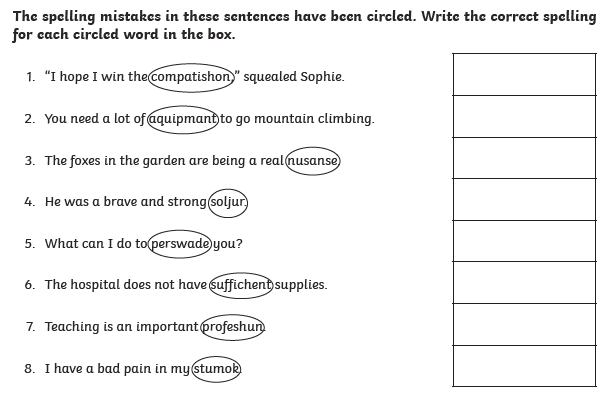 The spelling mistakes in these sentences have been circled. Write the correct spelling
for each circled word in the box.
1. “I hope I win the compatishon,” squealed Sophie.
2. You need a lot of aquipmant to go mountain climbing.
3. The foxes in the garden are being a real nusanse.
4. He was a brave and strong soljur.
5. What can I do to perswade you?
6. The hospital does not have suffichent supplies.
7. Teaching is an important profeshun.
8. I have a bad pain in my stumok.